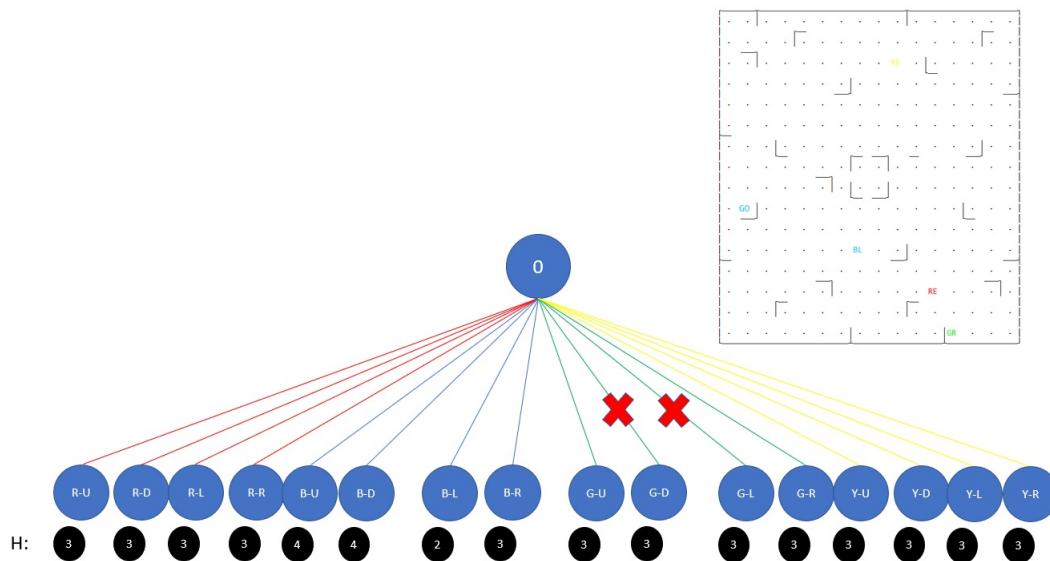 YE
GO
BL
RE
GR
0
R-U R-D R-L R-R B-U B-D B-L B-R G-U G-D G-L G-R Y-U Y-D Y-L Y-R
H: 3 3 3 3 4 4 2 3 3 3 3 3 3 3 3 3